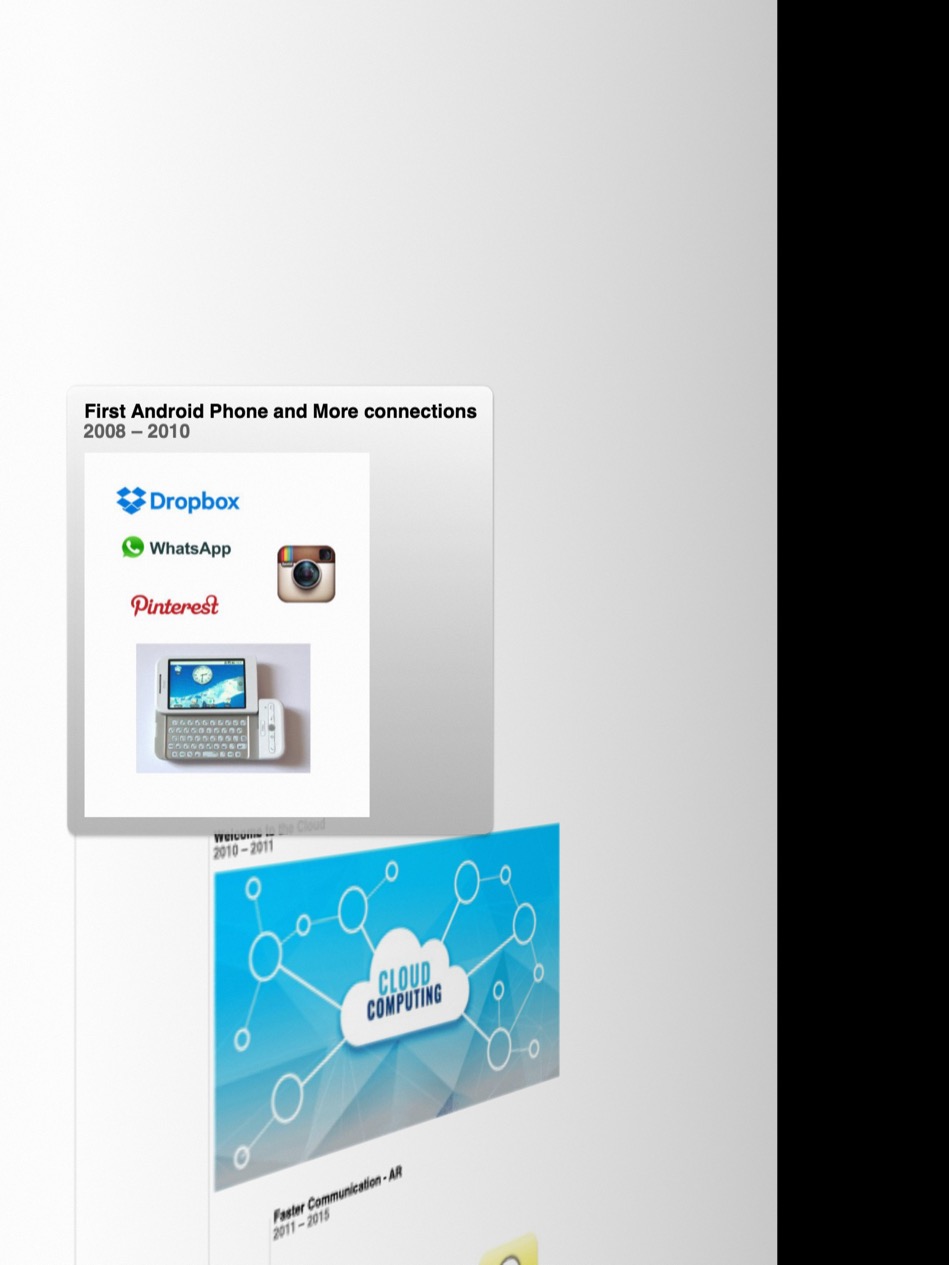 First Android Phone and More connections
2008 – 2010
Dropbox
WhatsApp
Pinterest
Welcome to the Cloud
2010 – 2011
CLOUD
COMPUTING
Faster Communication - AR
2011 – 2015